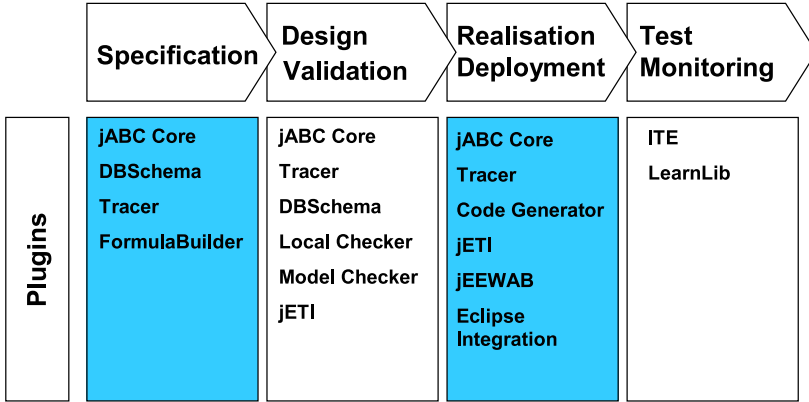 Specification
Design
Validation
Realisation
Deployment
Test
Monitoring
Plugins
jABC Core
DBSchema
Tracer
FormulaBuilder
jABC Core
Tracer
DBSchema
Local Checker
Model Checker
jETI
jABC Core
Tracer
Code Generator
jETI
jEEWAB
Eclipse
Integration
ITE
LearnLib